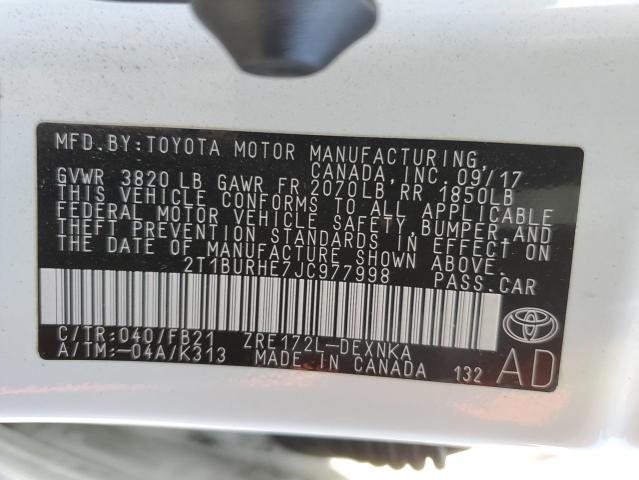 MFD.BY:TOYOTA MOTOR MANUFACTURING,
CANADA, INC. 09/17
GVWR 3820 LB GAWR FR 2070LB RR 1850LB
THIS VEHICLE CONFORMS TO ALL APPLICABLE
FEDERAL MOTOR VEHICLE SAFETY,BUMPER AND
THEFT PREVENTION STANDARDS IN EFFECT ON
THE DATE OF MANUFACTURE SHOWN ABOVE.
2T1BURHE7JC977998 PASS.CAR
C/TR:040/FB21 ZRE172L-DEXNKA
A/TM:-04A/K313 MADE IN CANADA 132
AD